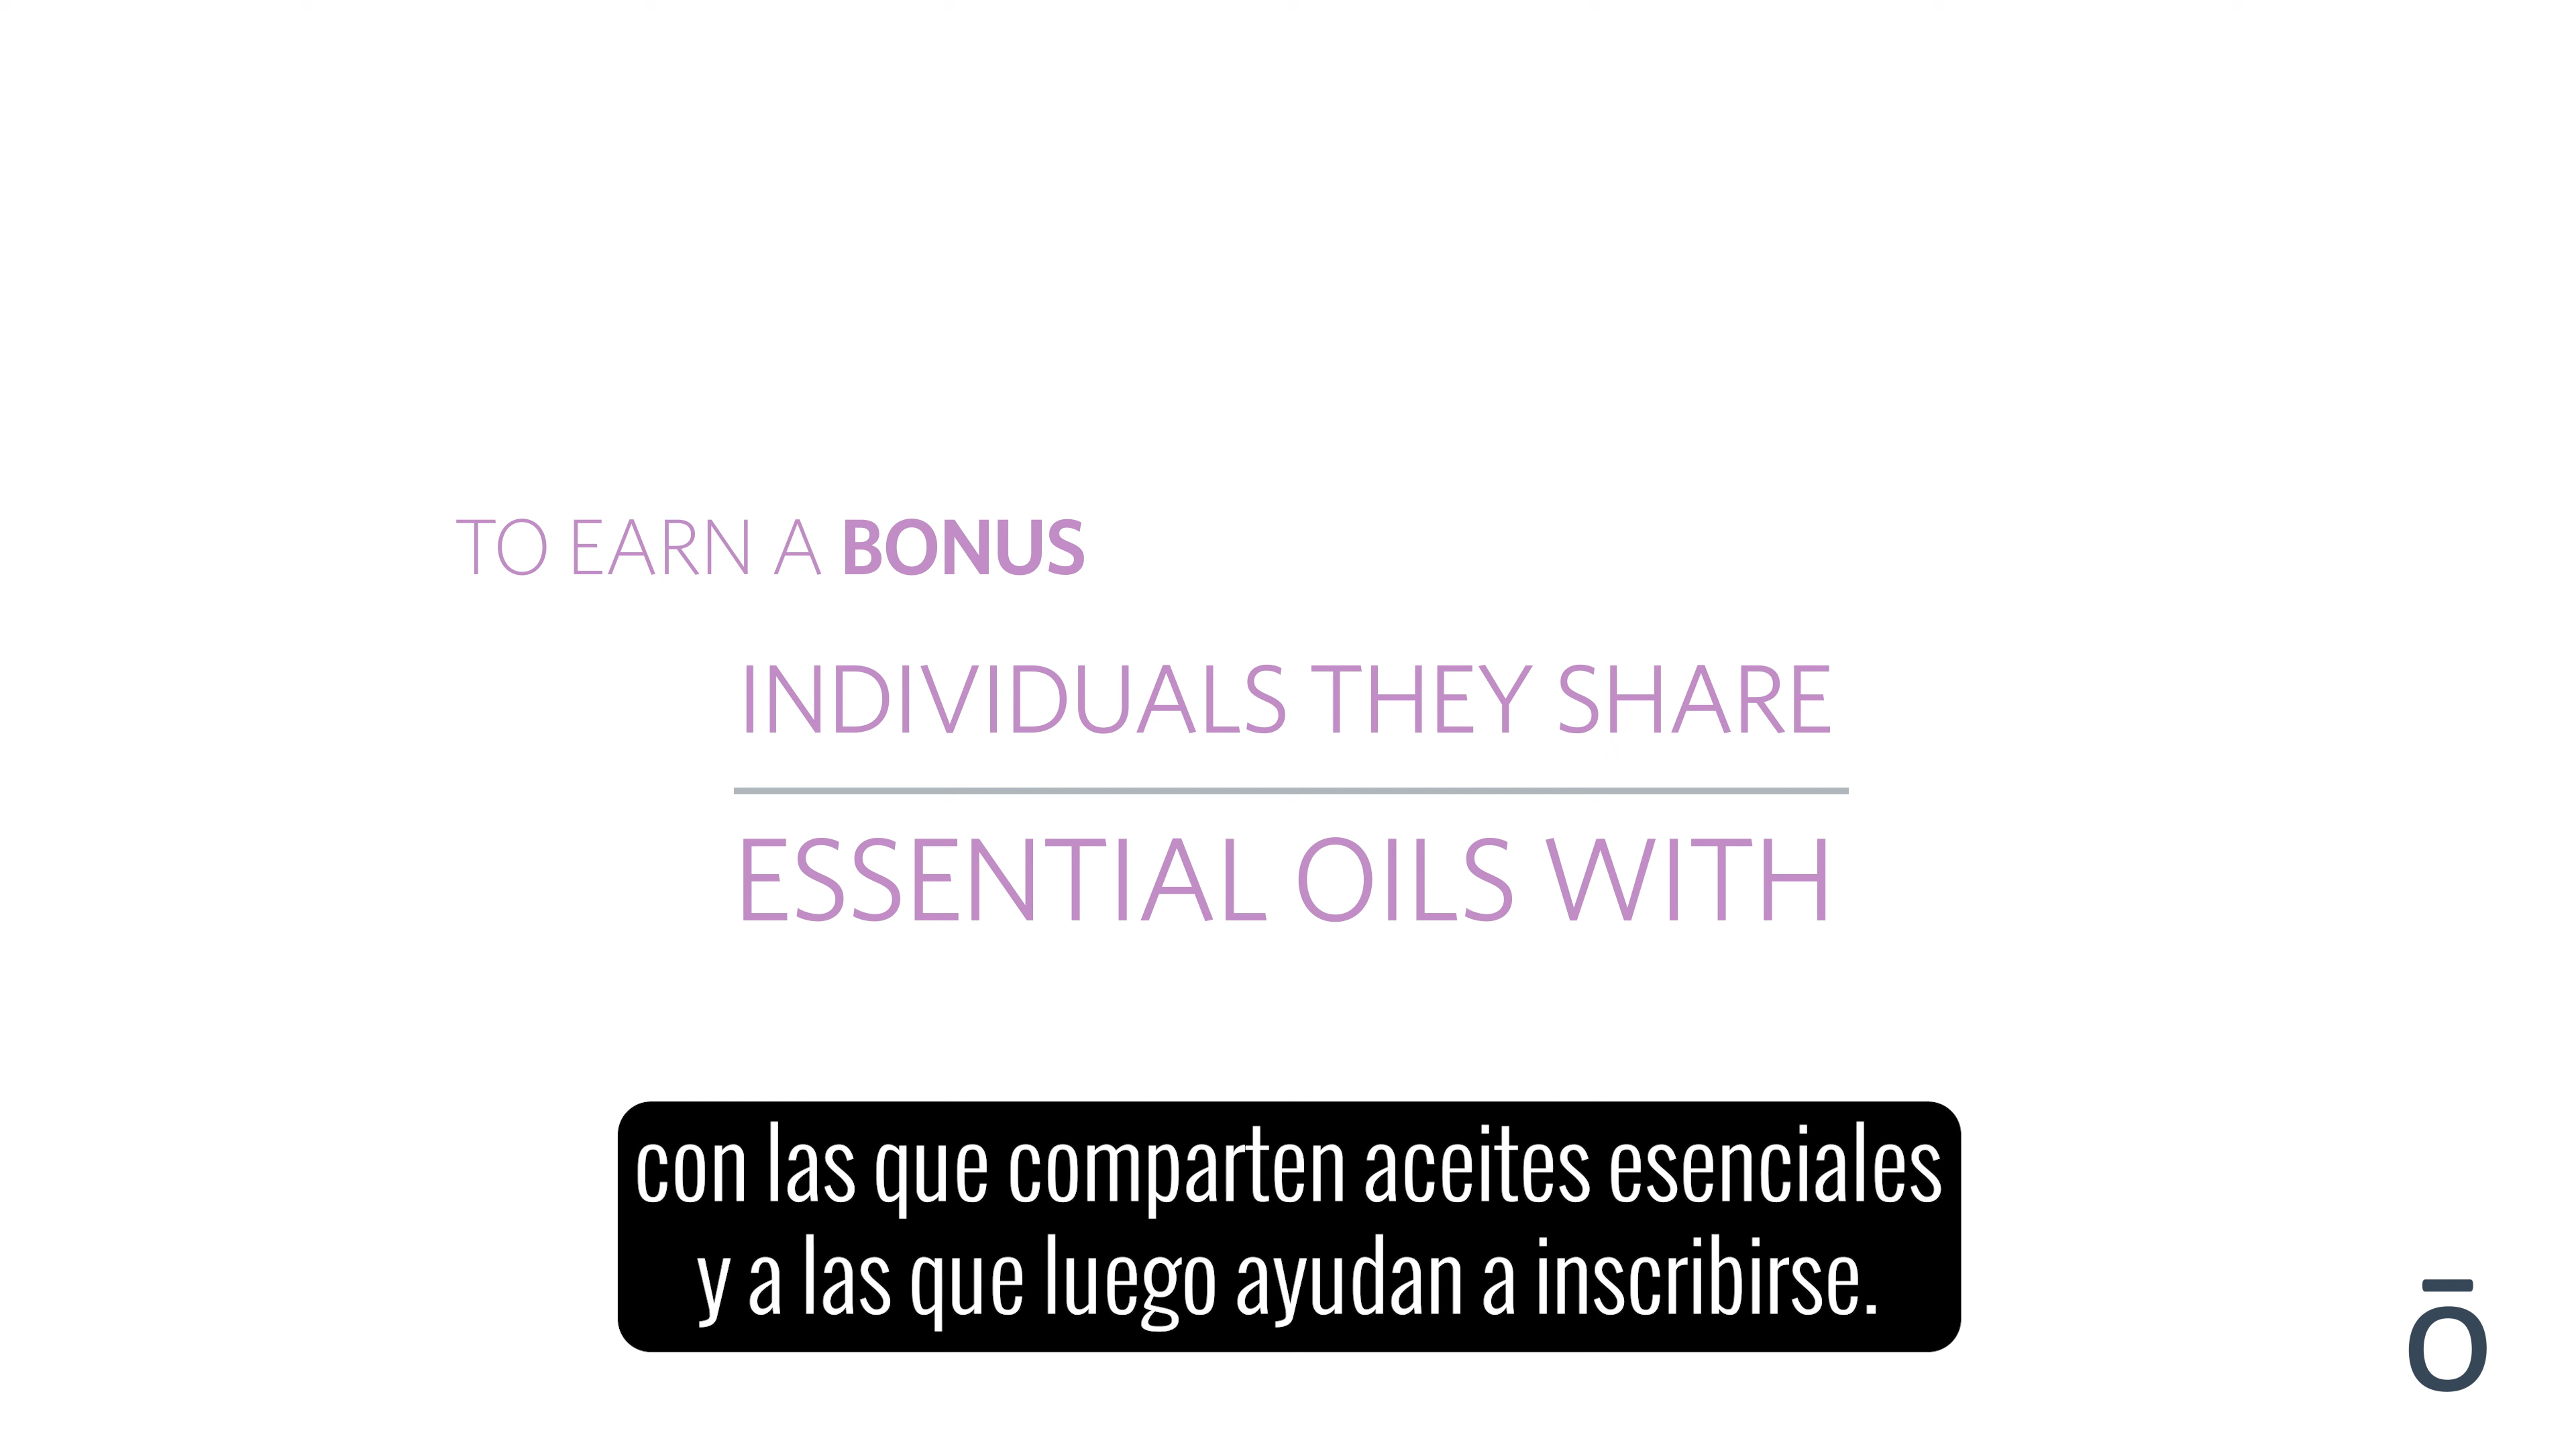 TO EARN A BONUS
INDIVIDUALS THEY SHARE
ESSENTIAL OILS WITH
con las que comparten aceites esenciales
y a las que luego ayudan a inscribirse.
ō